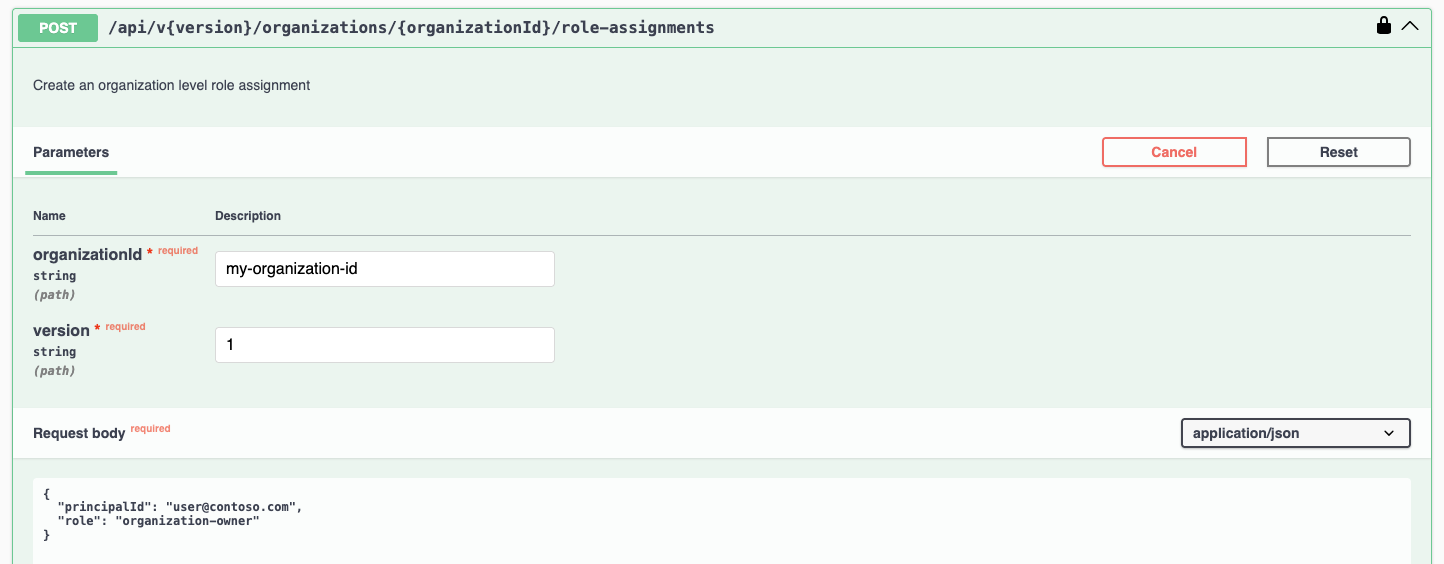 POST /api/v{version}/organizations/{organizationId}/role-assignments
Create an organization level role assignment
Parameters Cancel Reset
Name Description
organizationId * required
string
(path)
my-organization-id
version * required
string
(path)
1
Request body required application/json
{
  "principalId": "user@contoso.com",
  "role": "organization-owner"
}